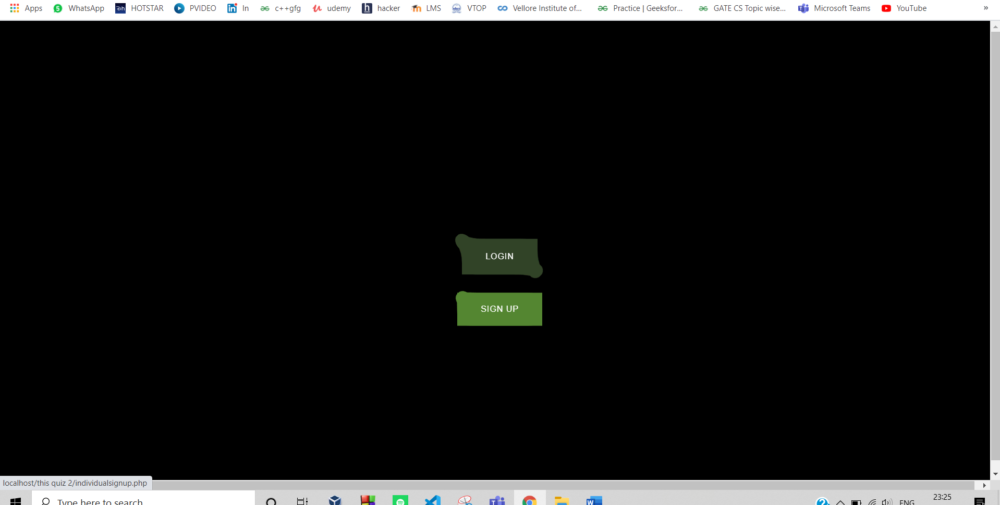 Apps WhatsApp HOTSTAR PVIDEO In c++gfg udemy hacker LMS VTOP Vellore Institute of... Practice | Geeksfor... GATE CS Topic wise... Microsoft Teams YouTube »
LOGIN
SIGN UP
localhost/this quiz 2/individualsignup.php
Type here to search
ENG 23:25